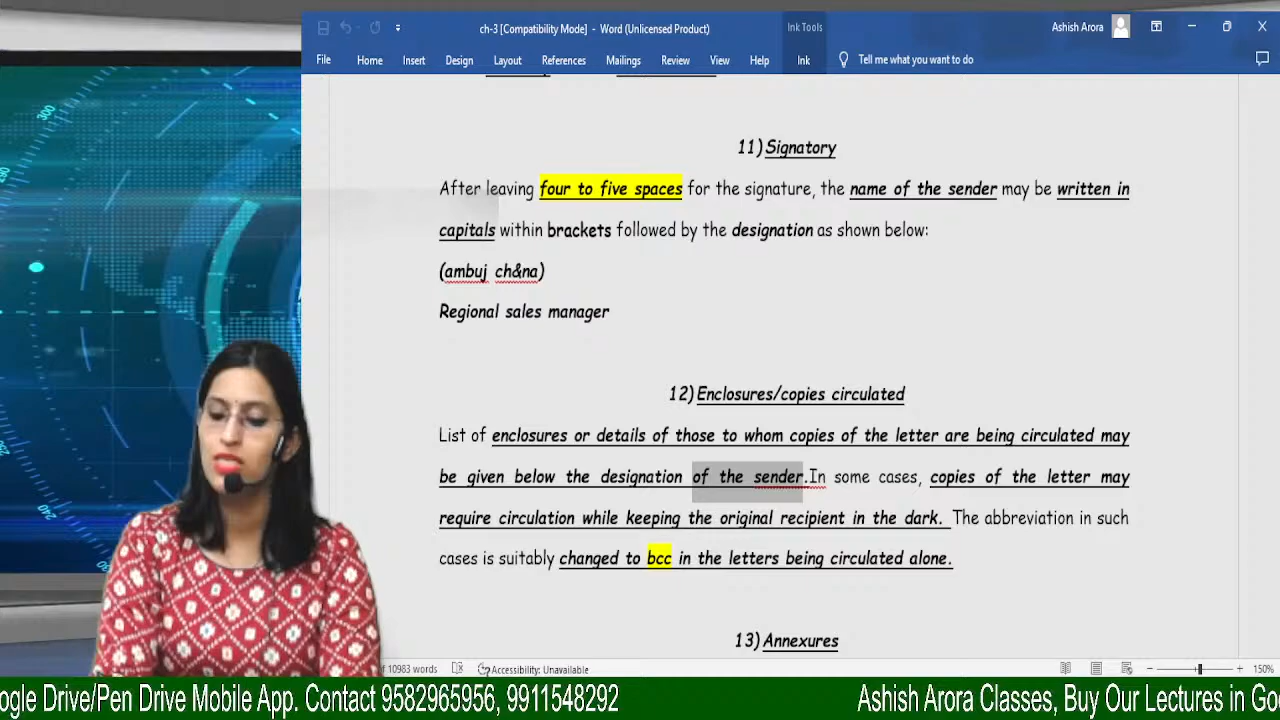 ch-3 [Compatibility Mode] - Word (Unlicensed Product)
Ink Tools
Ashish Arora
File Home Insert Design Layout References Mailings Review View Help Ink Tell me what you want to do
11) Signatory
After leaving four to five spaces for the signature, the name of the sender may be written in
capitals within brackets followed by the designation as shown below:
(ambuj ch&na)
Regional sales manager
12) Enclosures/copies circulated
List of enclosures or details of those to whom copies of the letter are being circulated may
be given below the designation of the sender.In some cases, copies of the letter may
require circulation while keeping the original recipient in the dark. The abbreviation in such
cases is suitably changed to bcc in the letters being circulated alone.
13) Annexures
of 10983 words
Accessibility: Unavailable
150%
300
240
oogle Drive/Pen Drive Mobile App. Contact 9582965956, 9911548292
Ashish Arora Classes, Buy Our Lectures in Go